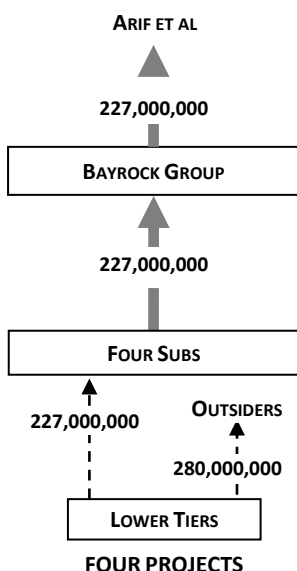 ARIF ET AL
227,000,000
BAYROCK GROUP
227,000,000
FOUR SUBS
OUTSIDERS
227,000,000
280,000,000
LOWER TIERS
FOUR PROJECTS